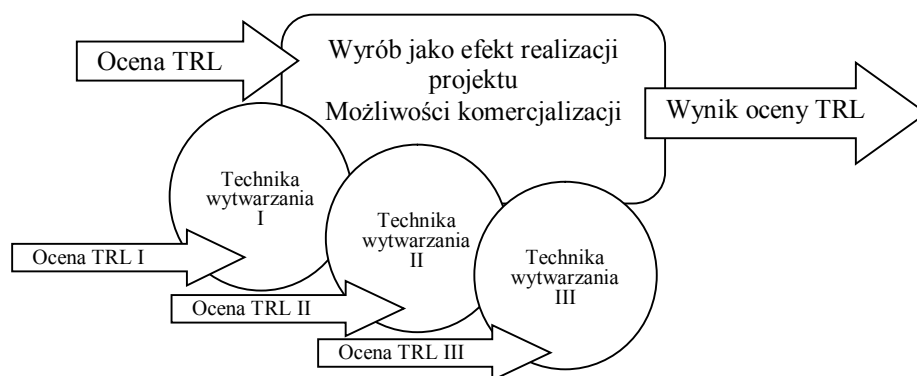 Ocena TRL
Wyrób jako efekt realizacji
projektu
Możliwości komercjalizacji
Wynik oceny TRL
Technika
wytwarzania
I
Technika
wytwarzania
II
Technika
wytwarzania
III
Ocena TRL I
Ocena TRL II
Ocena TRL III